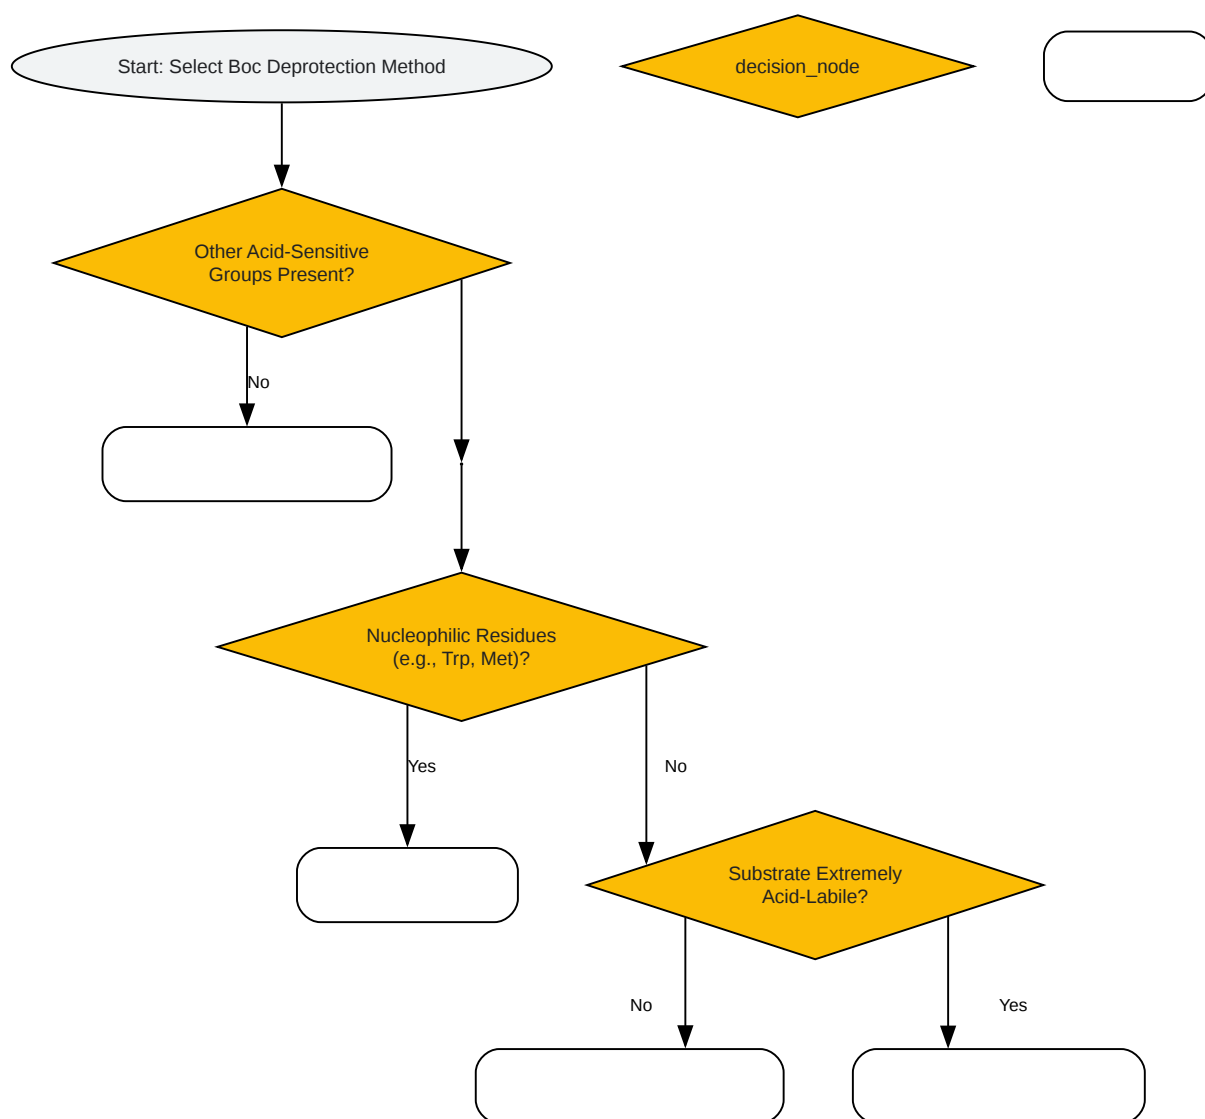 Start: Select Boc Deprotection Method
decision_node
Other Acid-Sensitive
Groups Present?
No
Nucleophilic Residues
(e.g., Trp, Met)?
Yes
No
Substrate Extremely
Acid-Labile?
No
Yes